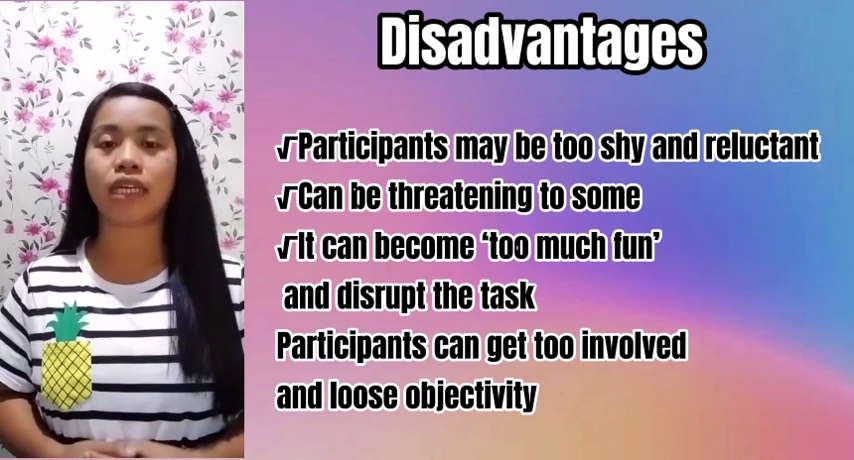 Disadvantages
√Participants may be too shy and reluctant
√Can be threatening to some
√It can become ‘too much fun’
and disrupt the task
Participants can get too involved
and loose objectivity